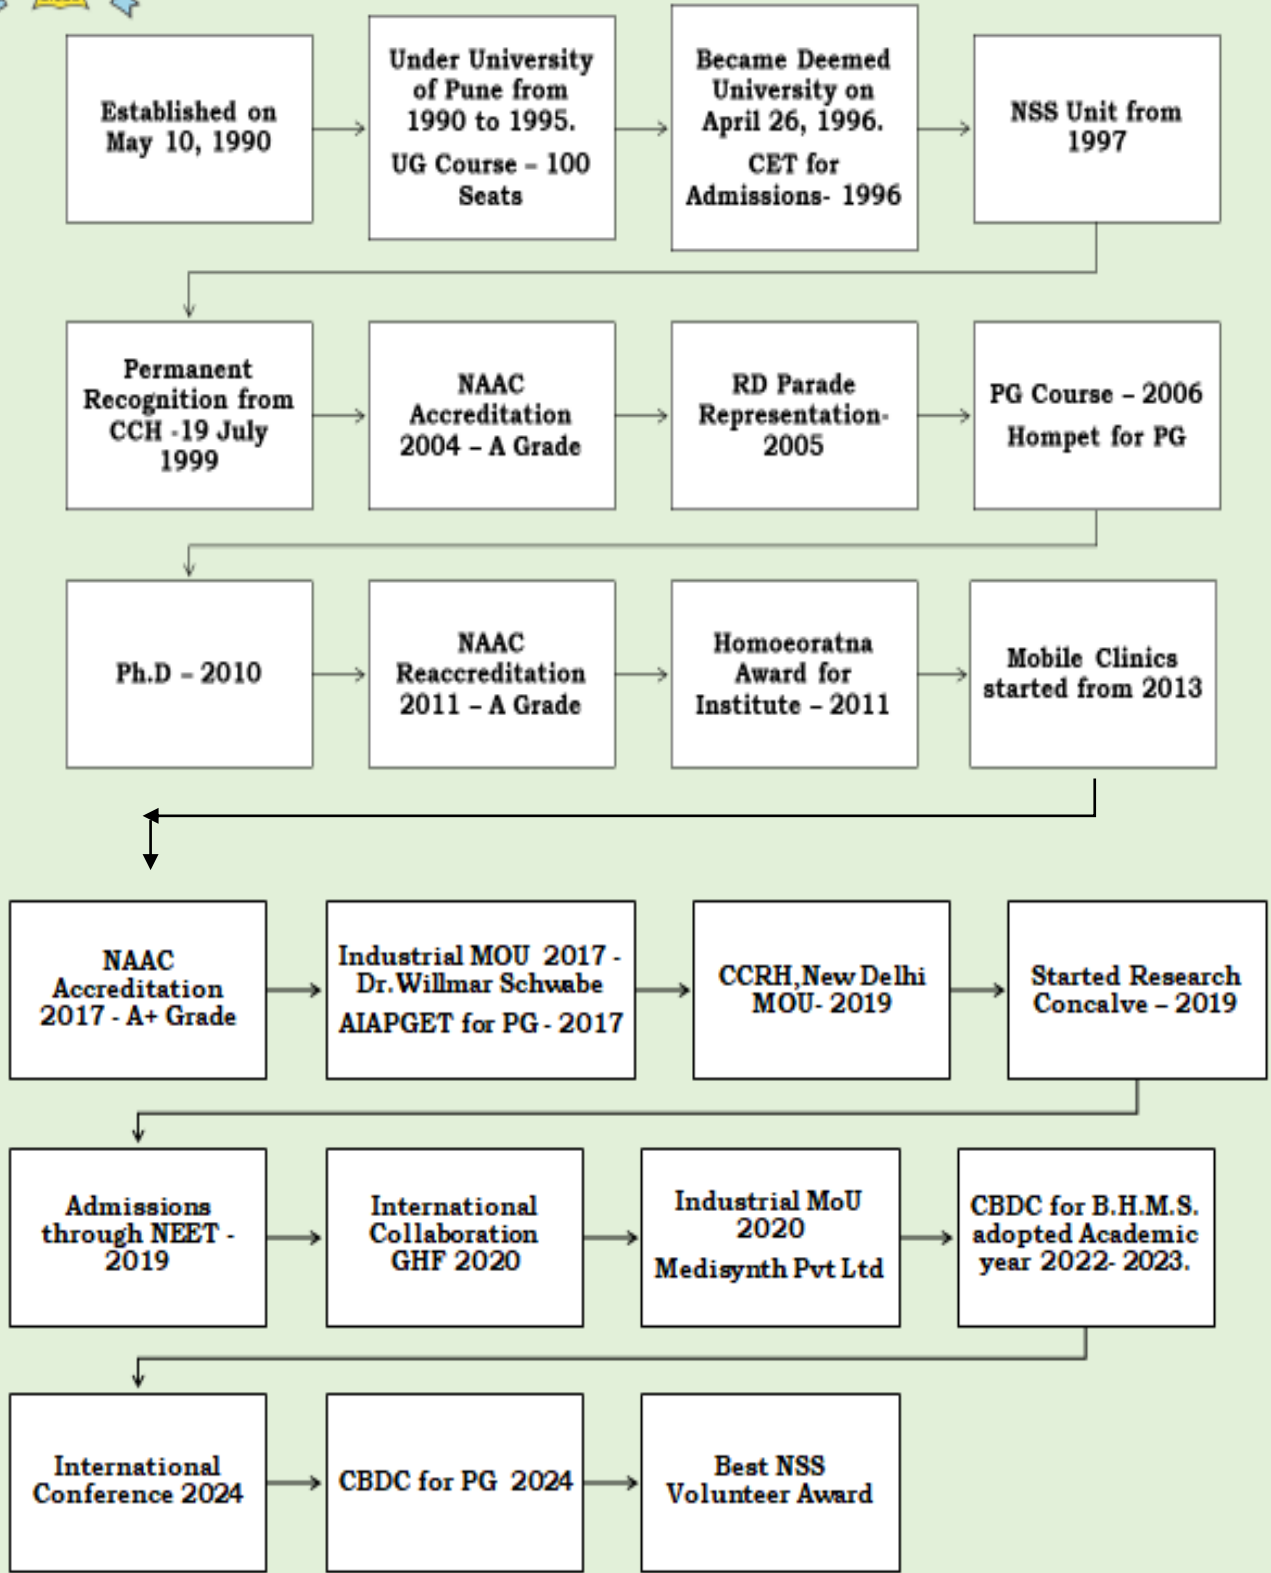 Established on
May 10, 1990
Under University
of Pune from
1990 to 1995.
UG Course – 100
Seats
Became Deemed
University on
April 26, 1996.
CET for
Admissions- 1996
NSS Unit from
1997
Permanent
Recognition from
CCH -19 July
1999
NAAC
Accreditation
2004 – A Grade
RD Parade
Representation-
2005
PG Course – 2006
Hompet for PG
Ph.D – 2010
NAAC
Reaccreditation
2011 – A Grade
Homoeoratna
Award for
Institute – 2011
Mobile Clinics
started from 2013
NAAC
Accreditation
2017 - A+ Grade
Industrial MOU 2017 -
Dr.Willmar Schwabe
AIAPGET for PG - 2017
CCRH,New Delhi
MOU- 2019
Started Research
Concalve – 2019
Admissions
through NEET -
2019
International
Collaboration
GHF 2020
Industrial MoU
2020
Medisynth Pvt Ltd
CBDC for B.H.M.S.
adopted Academic
year 2022- 2023.
International
Conference 2024
CBDC for PG 2024
Best NSS
Volunteer Award